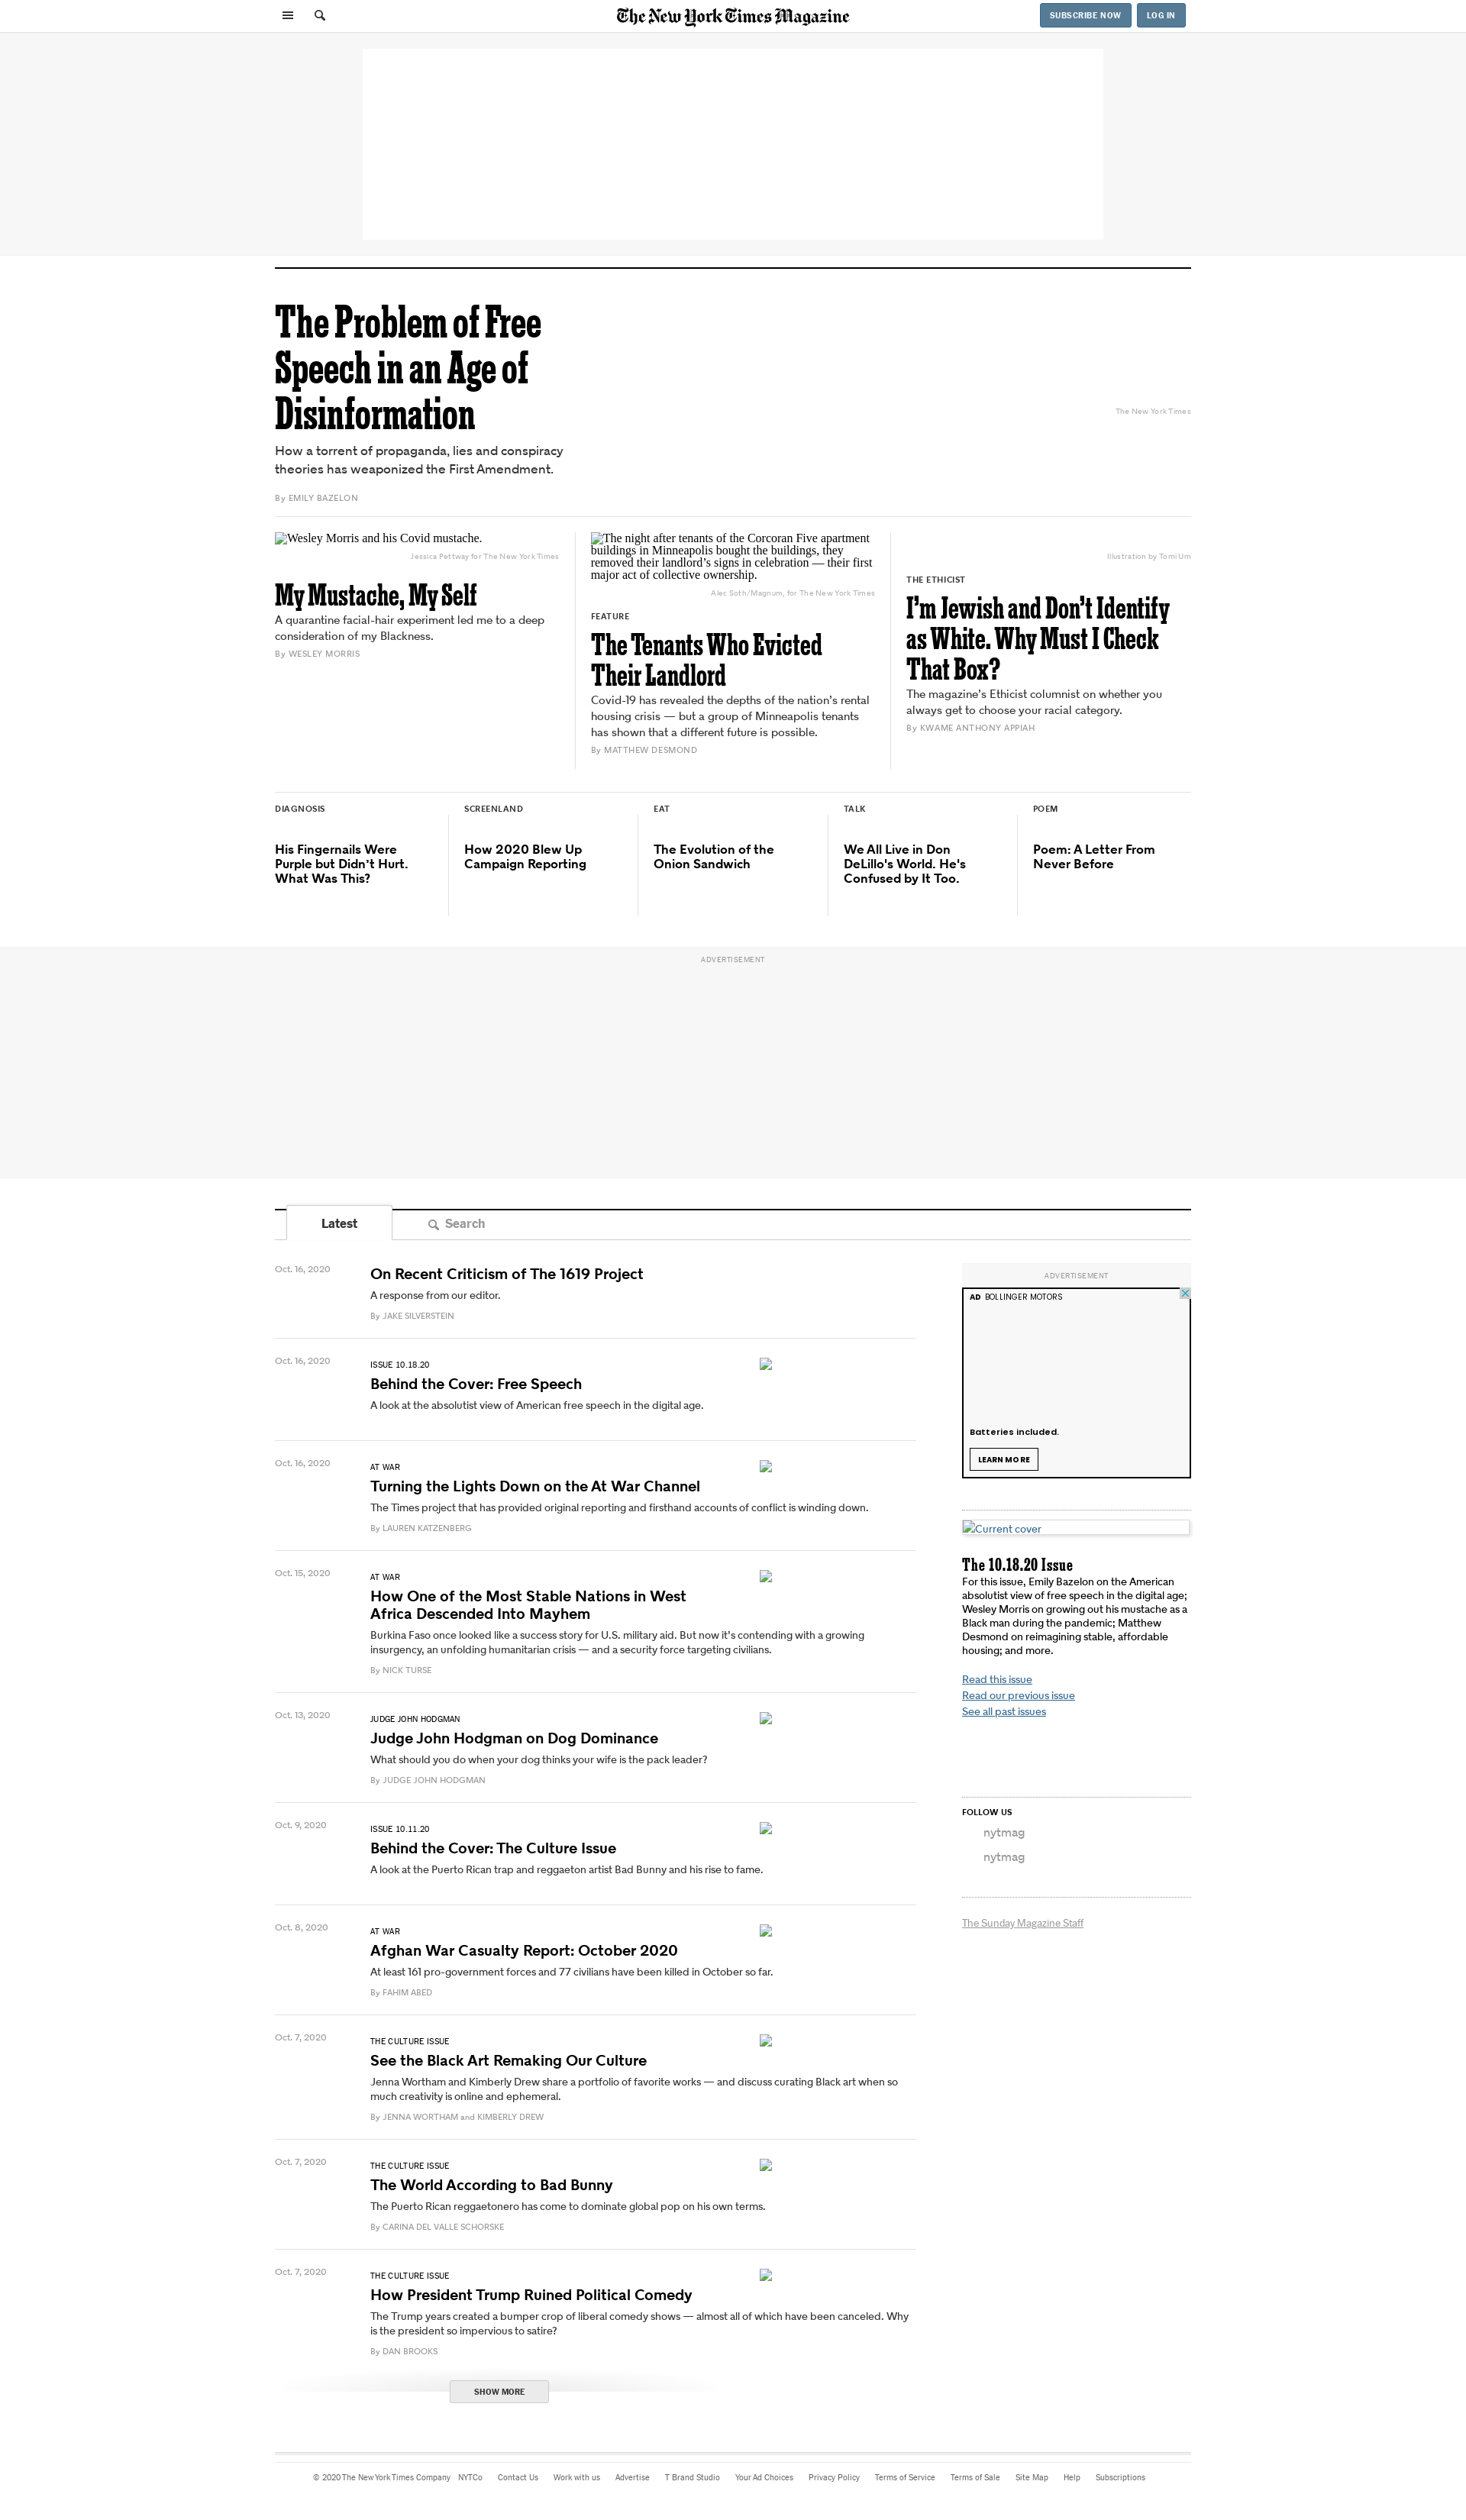 The New York Times Magazine
SUBSCRIBE NOW
LOG IN
The Problem of Free
Speech in an Age of
Disinformation
How a torrent of propaganda, lies and conspiracy
theories has weaponized the First Amendment.
By EMILY BAZELON
The New York Times
Wesley Morris and his Covid mustache.
Jessica Pettway for The New York Times
My Mustache, My Self
A quarantine facial-hair experiment led me to a deep
consideration of my Blackness.
By WESLEY MORRIS
The night after tenants of the Corcoran Five apartment
buildings in Minneapolis bought the buildings, they
removed their landlord’s signs in celebration — their first
major act of collective ownership.
Alec Soth/Magnum, for The New York Times
FEATURE
The Tenants Who Evicted
Their Landlord
Covid-19 has revealed the depths of the nation’s rental
housing crisis — but a group of Minneapolis tenants
has shown that a different future is possible.
By MATTHEW DESMOND
Illustration by Tomi Um
THE ETHICIST
I’m Jewish and Don’t Identify
as White. Why Must I Check
That Box?
The magazine’s Ethicist columnist on whether you
always get to choose your racial category.
By KWAME ANTHONY APPIAH
DIAGNOSIS
His Fingernails Were
Purple but Didn’t Hurt.
What Was This?
SCREENLAND
How 2020 Blew Up
Campaign Reporting
EAT
The Evolution of the
Onion Sandwich
TALK
We All Live in Don
DeLillo's World. He's
Confused by It Too.
POEM
Poem: A Letter From
Never Before
ADVERTISEMENT
Latest
Search
Oct. 16, 2020
On Recent Criticism of The 1619 Project
A response from our editor.
By JAKE SILVERSTEIN
Oct. 16, 2020
ISSUE 10.18.20
Behind the Cover: Free Speech
A look at the absolutist view of American free speech in the digital age.
Oct. 16, 2020
AT WAR
Turning the Lights Down on the At War Channel
The Times project that has provided original reporting and firsthand accounts of conflict is winding down.
By LAUREN KATZENBERG
Oct. 15, 2020
AT WAR
How One of the Most Stable Nations in West
Africa Descended Into Mayhem
Burkina Faso once looked like a success story for U.S. military aid. But now it’s contending with a growing
insurgency, an unfolding humanitarian crisis — and a security force targeting civilians.
By NICK TURSE
Oct. 13, 2020
JUDGE JOHN HODGMAN
Judge John Hodgman on Dog Dominance
What should you do when your dog thinks your wife is the pack leader?
By JUDGE JOHN HODGMAN
Oct. 9, 2020
ISSUE 10.11.20
Behind the Cover: The Culture Issue
A look at the Puerto Rican trap and reggaeton artist Bad Bunny and his rise to fame.
Oct. 8, 2020
AT WAR
Afghan War Casualty Report: October 2020
At least 161 pro-government forces and 77 civilians have been killed in October so far.
By FAHIM ABED
Oct. 7, 2020
THE CULTURE ISSUE
See the Black Art Remaking Our Culture
Jenna Wortham and Kimberly Drew share a portfolio of favorite works — and discuss curating Black art when so
much creativity is online and ephemeral.
By JENNA WORTHAM and KIMBERLY DREW
Oct. 7, 2020
THE CULTURE ISSUE
The World According to Bad Bunny
The Puerto Rican reggaetonero has come to dominate global pop on his own terms.
By CARINA DEL VALLE SCHORSKE
Oct. 7, 2020
THE CULTURE ISSUE
How President Trump Ruined Political Comedy
The Trump years created a bumper crop of liberal comedy shows — almost all of which have been canceled. Why
is the president so impervious to satire?
By DAN BROOKS
SHOW MORE
ADVERTISEMENT
AD BOLLINGER MOTORS
Batteries included.
LEARN MORE
Current cover
The 10.18.20 Issue
For this issue, Emily Bazelon on the American
absolutist view of free speech in the digital age;
Wesley Morris on growing out his mustache as a
Black man during the pandemic; Matthew
Desmond on reimagining stable, affordable
housing; and more.
Read this issue
Read our previous issue
See all past issues
FOLLOW US
nytmag
nytmag
The Sunday Magazine Staff
© 2020 The New York Times Company NYTCo Contact Us Work with us Advertise T Brand Studio Your Ad Choices Privacy Policy Terms of Service Terms of Sale Site Map Help Subscriptions